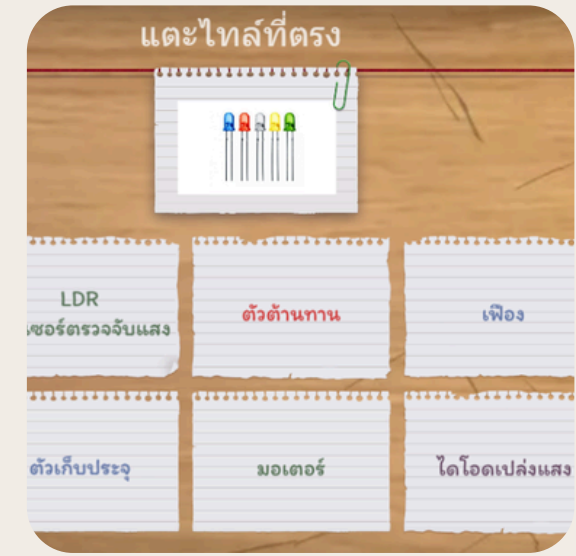 แตะไทล์ที่ตรง
LDR
เซอร์ตรวจจับแสง
ตัวต้านทาน
เฟือง
ตัวเก็บประจุ
มอเตอร์
ไดโอดเปล่งแสง